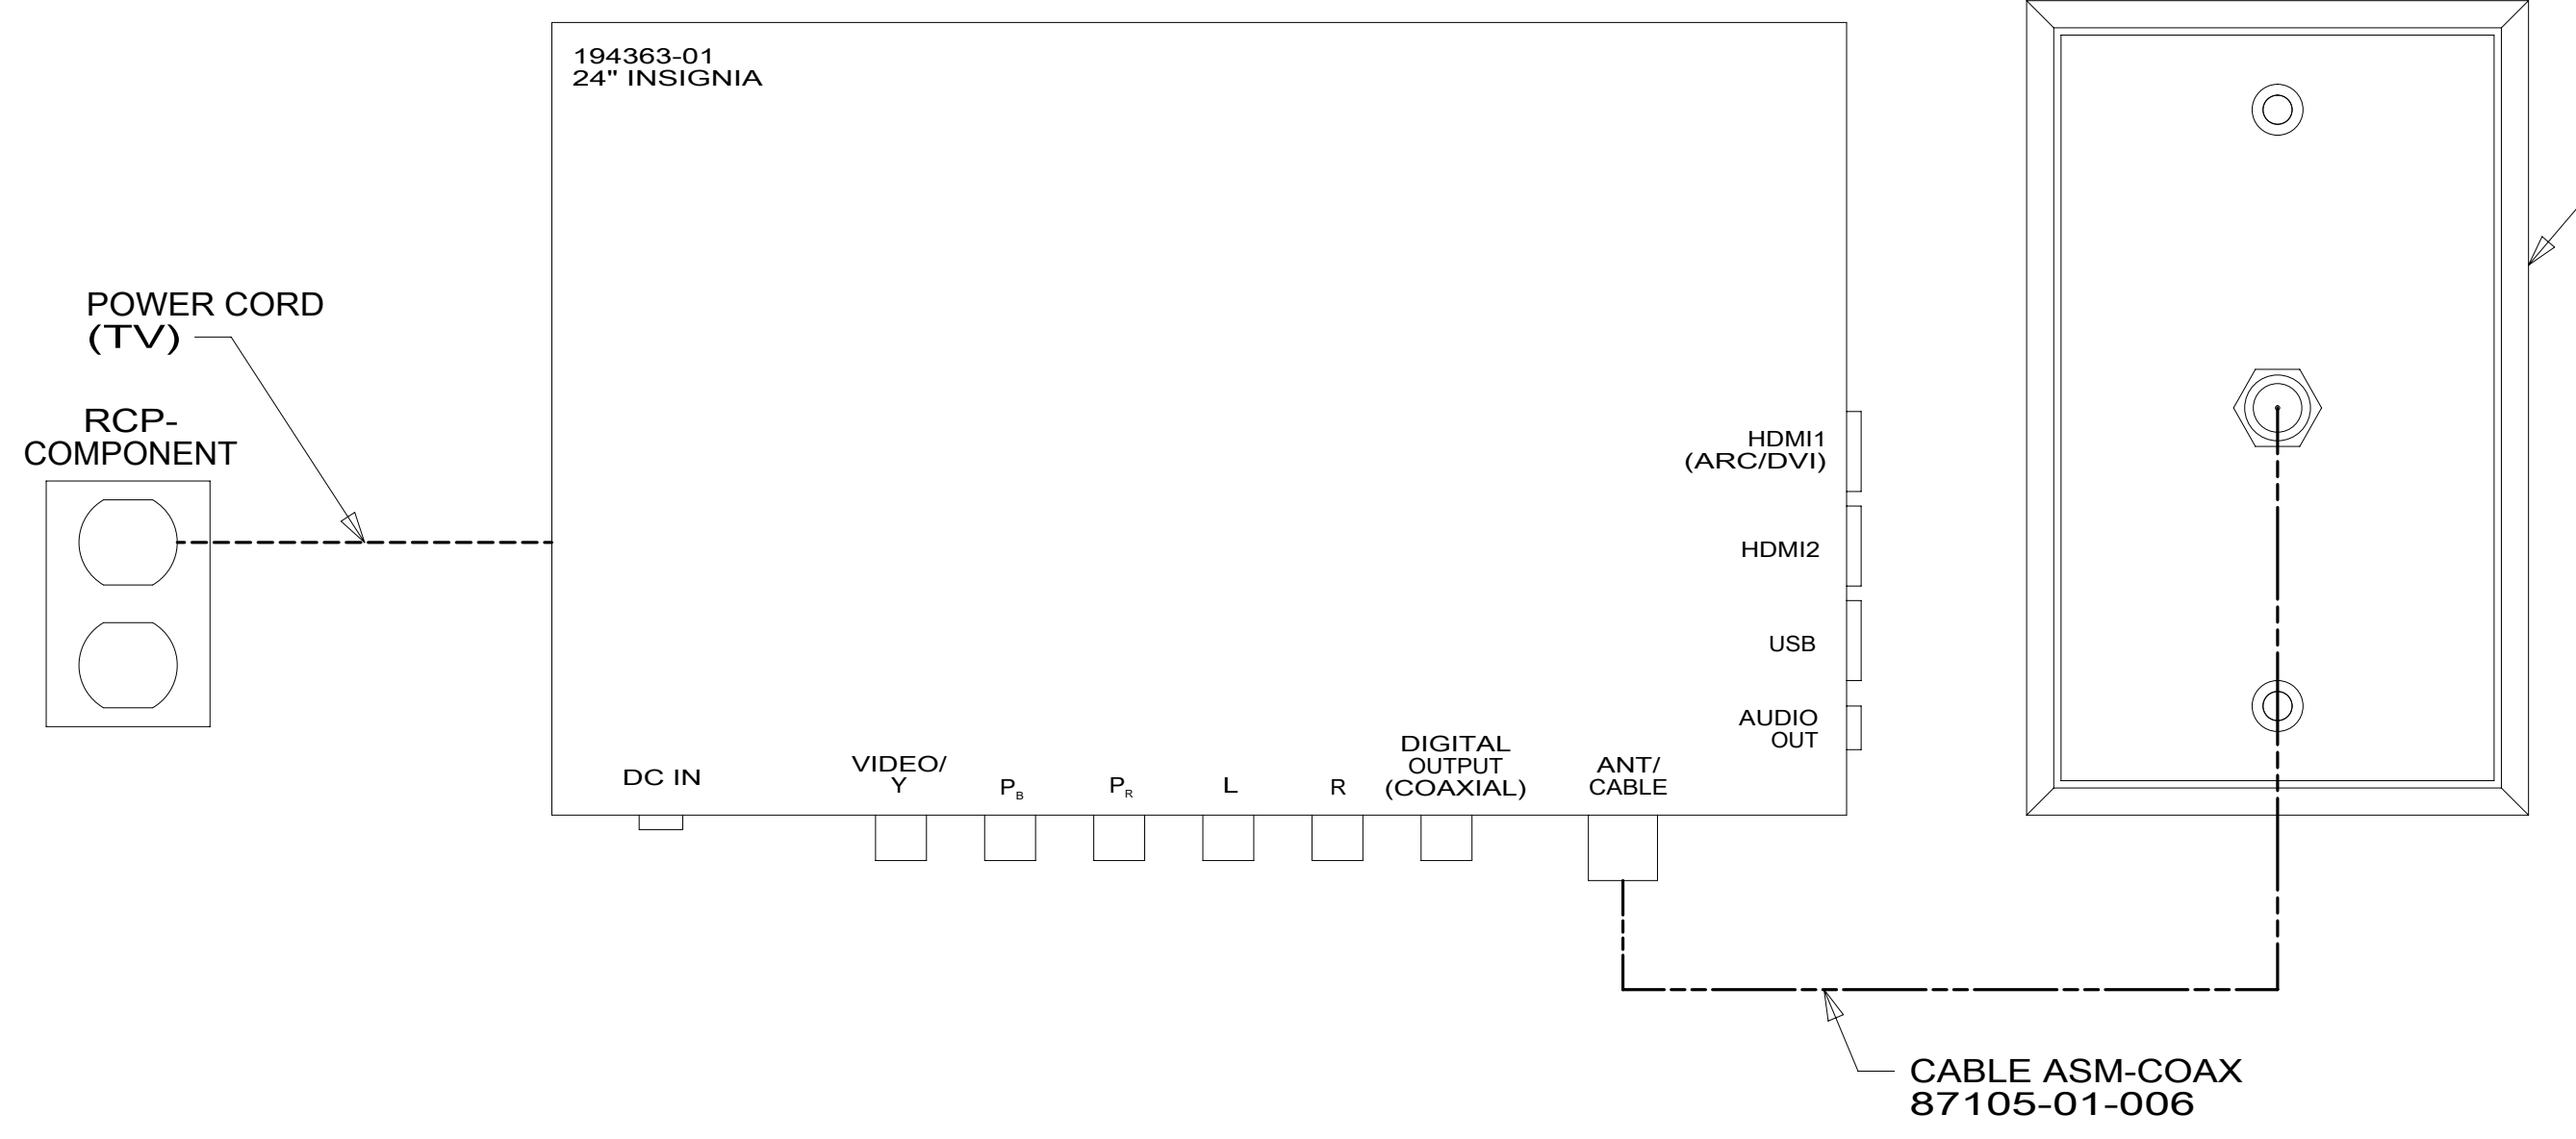 194363-01
24" INSIGNIA
POWER CORD
(TV)
RCP-
COMPONENT
HDMI1
(ARC/DVI)
HDMI2
USB
AUDIO
OUT
DC IN
VIDEO/
Y
PB
PR
L
R
DIGITAL
OUTPUT
(COAXIAL)
ANT/
CABLE
CABLE ASM-COAX
87105-01-006